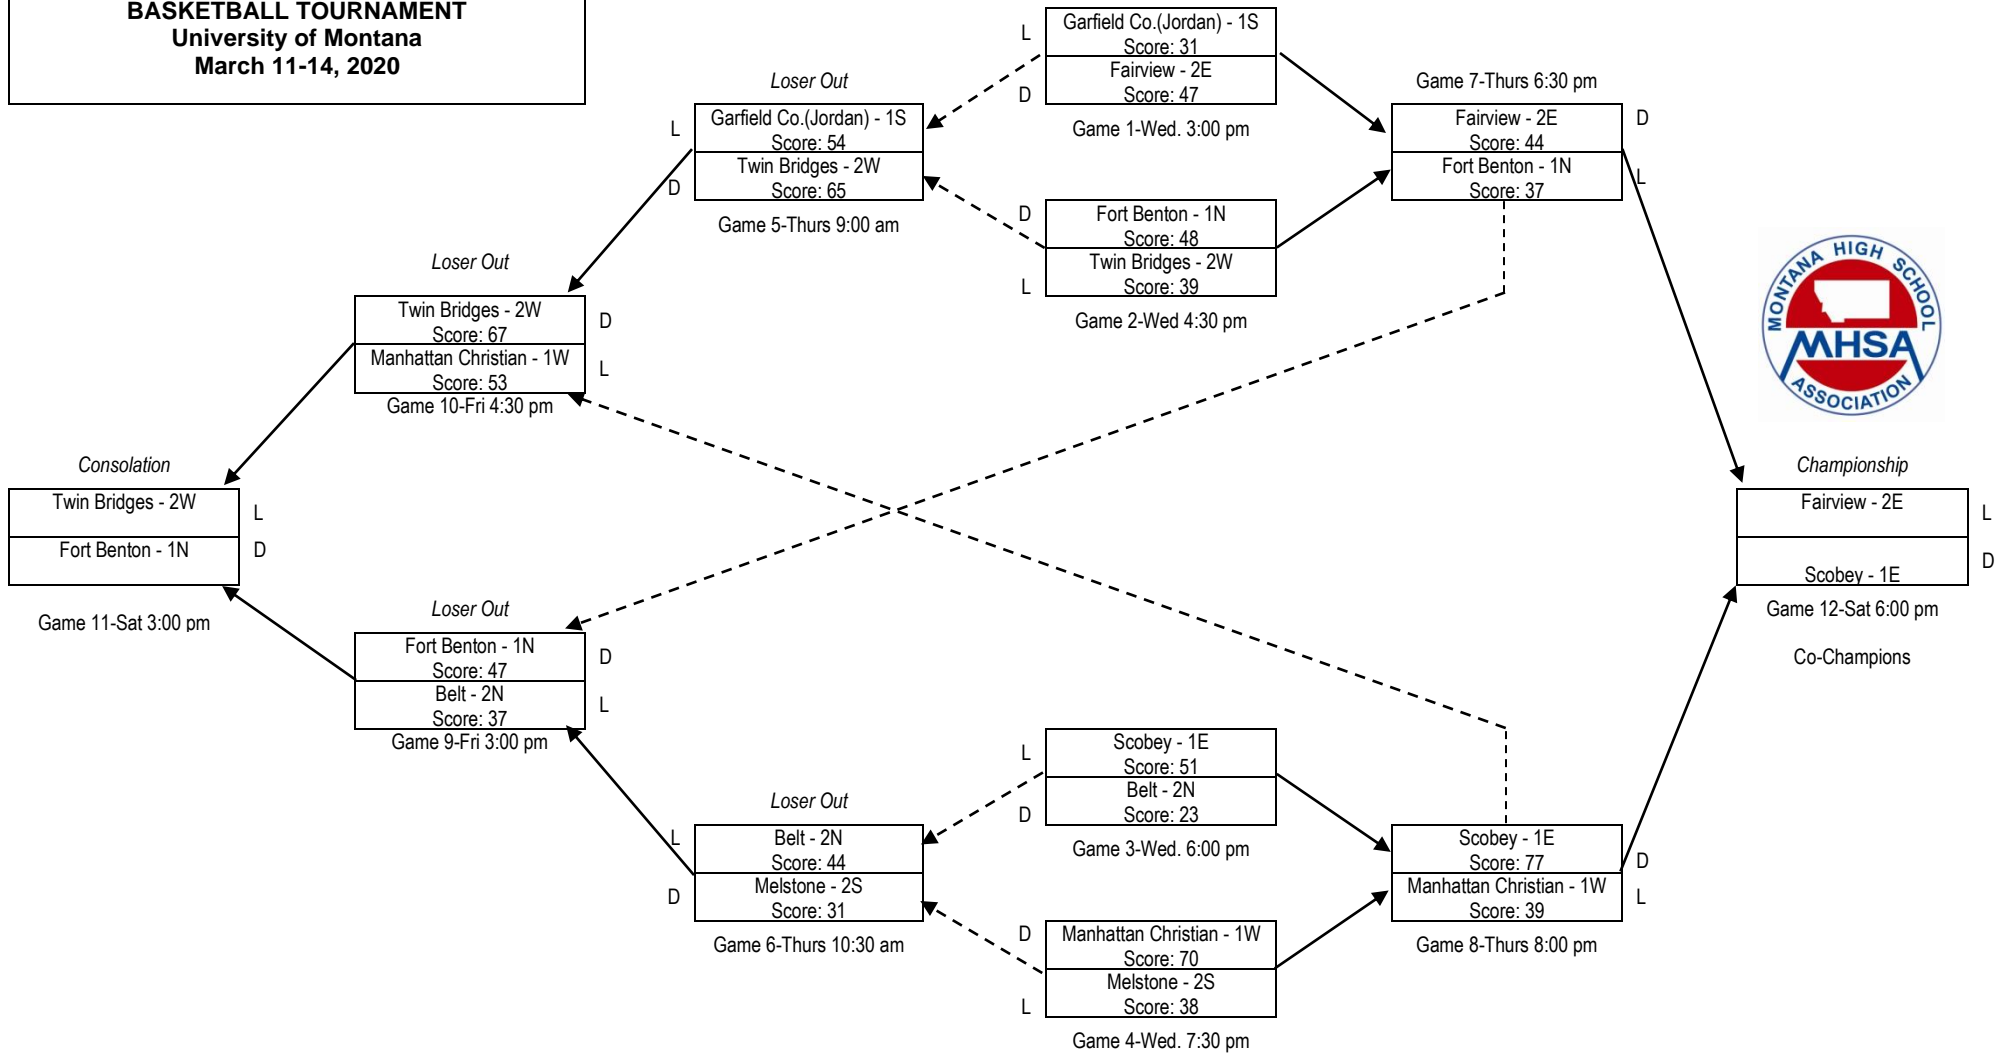 BASKETBALL TOURNAMENT
University of Montana
March 11-14, 2020
L
Garfield Co.(Jordan) - 1S
Score: 31
Fairview - 2E
D
Score: 47
Game 1-Wed. 3:00 pm
Loser Out
L
Garfield Co.(Jordan) - 1S
Score: 54
Twin Bridges - 2W
D
Score: 65
Game 5-Thurs 9:00 am
Game 7-Thurs 6:30 pm
Fairview - 2E
D
Score: 44
Fort Benton - 1N
L
Score: 37
D
Fort Benton - 1N
Score: 48
Twin Bridges - 2W
L
Score: 39
Game 2-Wed 4:30 pm
Loser Out
Twin Bridges - 2W
D
Score: 67
Manhattan Christian - 1W
L
Score: 53
Game 10-Fri 4:30 pm
MONTANA HIGH SCHOOL
MHSA
ASSOCIATION
Consolation
Twin Bridges - 2W
L
Fort Benton - 1N
D
Game 11-Sat 3:00 pm
Championship
Fairview - 2E
L
D
Scobey - 1E
Game 12-Sat 6:00 pm
Co-Champions
Loser Out
Fort Benton - 1N
D
Score: 47
Belt - 2N
L
Score: 37
Game 9-Fri 3:00 pm
L
Scobey - 1E
Score: 51
Belt - 2N
D
Score: 23
Game 3-Wed. 6:00 pm
Loser Out
L
Belt - 2N
Score: 44
Melstone - 2S
D
Score: 31
Game 6-Thurs 10:30 am
Scobey - 1E
Score: 77
D
Manhattan Christian - 1W
L
Score: 39
Game 8-Thurs 8:00 pm
D
Manhattan Christian - 1W
Score: 70
Melstone - 2S
L
Score: 38
Game 4-Wed. 7:30 pm